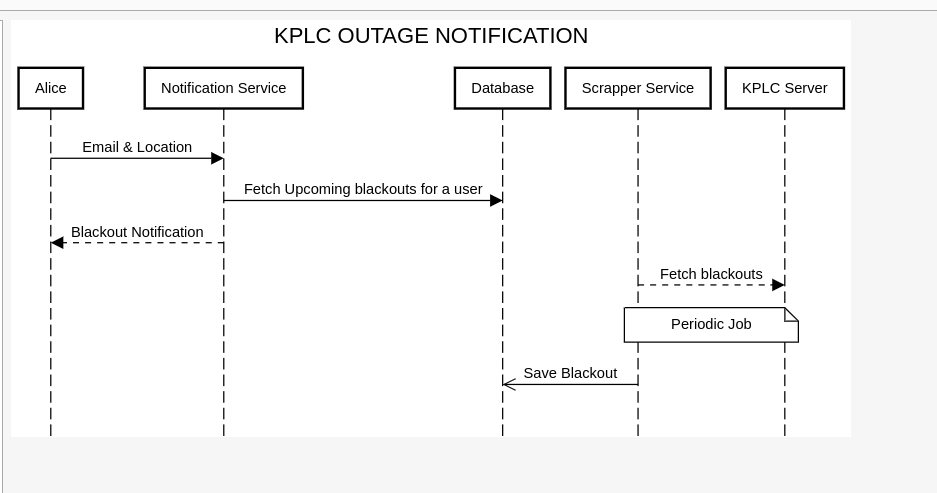 KPLC OUTAGE NOTIFICATION
Alice
Notification Service
Database
Scrapper Service
KPLC Server
Email & Location
Fetch Upcoming blackouts for a user
Blackout Notification
Fetch blackouts
Periodic Job
Save Blackout